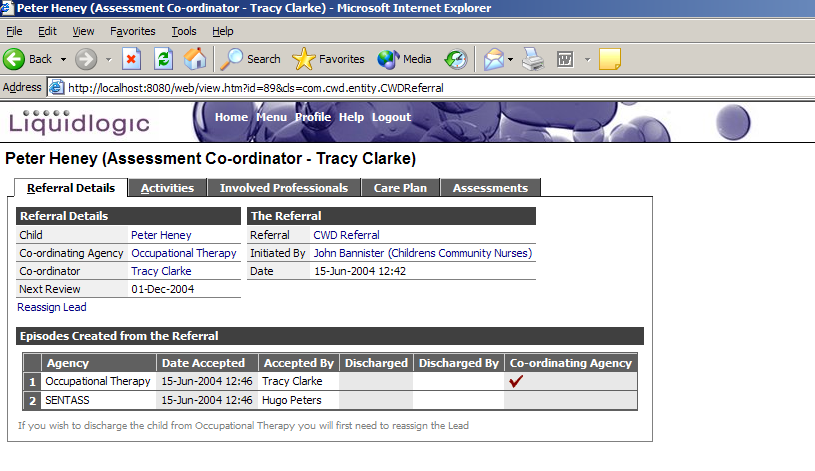 Peter Heney (Assessment Co-ordinator - Tracy Clarke) - Microsoft Internet Explorer
File Edit View Favorites Tools Help
Back Search Favorites Media
Address http://localhost:8080/web/view.htm?id=89&cls=com.cwd.entity.CWDReferral
Liquidlogic Home Menu Profile Help Logout
Peter Heney (Assessment Co-ordinator - Tracy Clarke)
Referral Details Activities Involved Professionals Care Plan Assessments
Referral Details The Referral
Child Peter Heney Referral CWD Referral
Co-ordinating Agency Occupational Therapy Initiated By John Bannister (Childrens Community Nurses)
Co-ordinator Tracy Clarke Date 15-Jun-2004 12:42
Next Review 01-Dec-2004
Reassign Lead
Episodes Created from the Referral
Agency Date Accepted Accepted By Discharged Discharged By Co-ordinating Agency
1 Occupational Therapy 15-Jun-2004 12:46 Tracy Clarke
2 SENTASS 15-Jun-2004 12:46 Hugo Peters
If you wish to discharge the child from Occupational Therapy you will first need to reassign the Lead